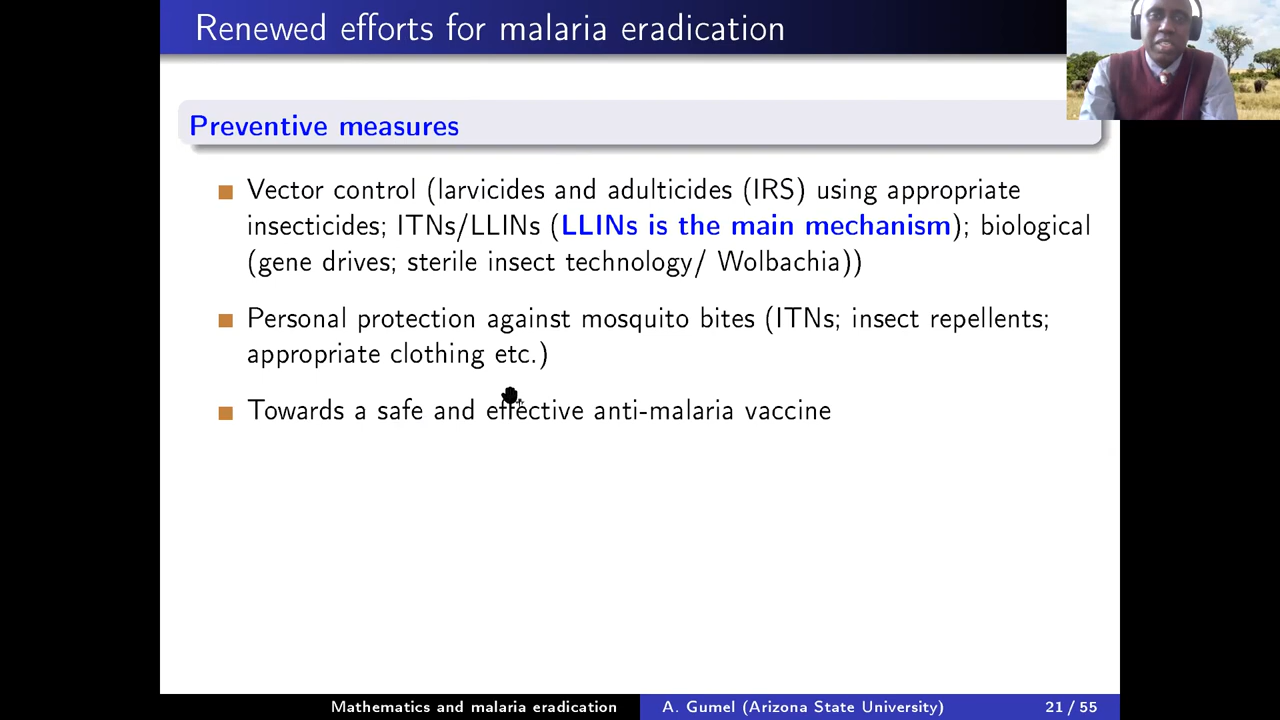 Renewed efforts for malaria eradication
Preventive measures
Vector control (larvicides and adulticides (IRS) using appropriate
insecticides; ITNs/LLINs (LLINs is the main mechanism); biological
(gene drives; sterile insect technology/ Wolbachia))
Personal protection against mosquito bites (ITNs; insect repellents;
appropriate clothing etc.)
Towards a safe and effective anti-malaria vaccine
Mathematics and malaria eradication
A. Gumel (Arizona State University)
21 / 55